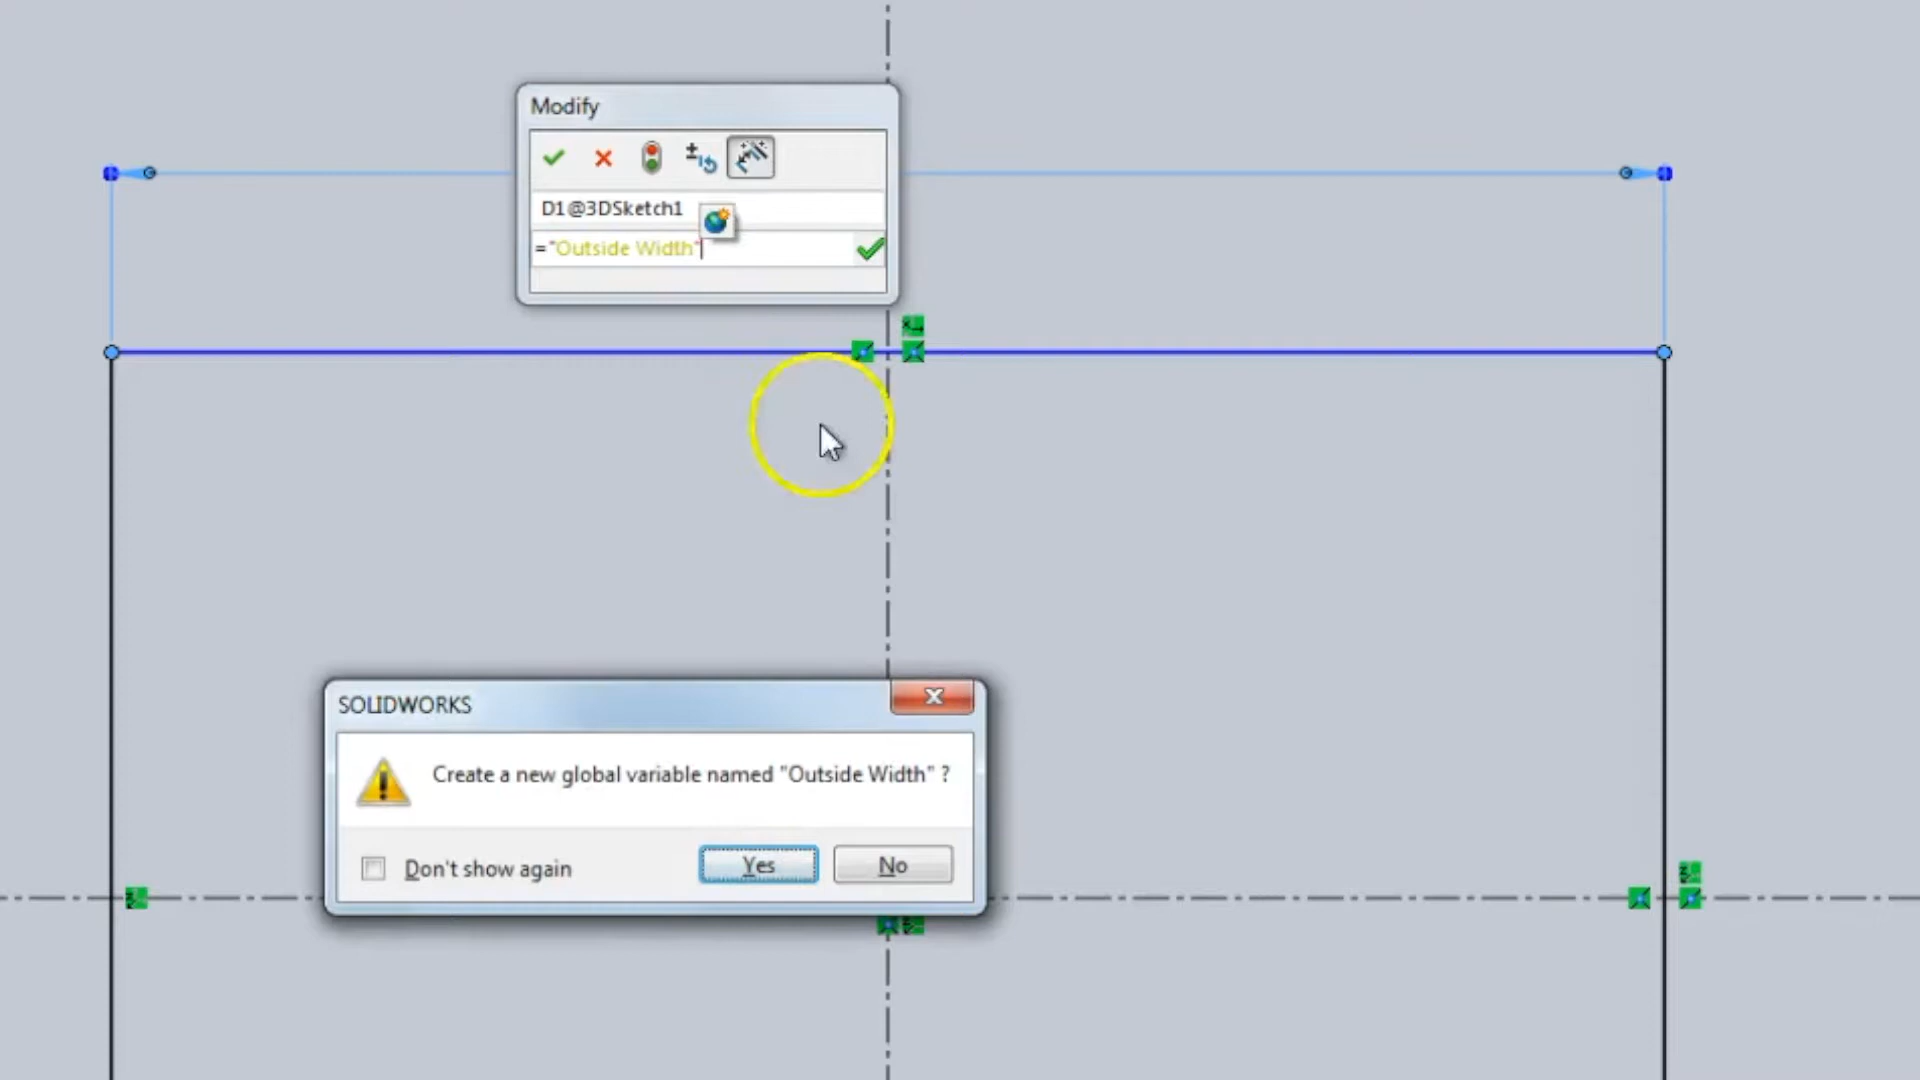 Modify
D1@3DSketch1
="Outside Width"
SOLIDWORKS
Create a new global variable named "Outside Width" ?
Don't show again
Yes
No